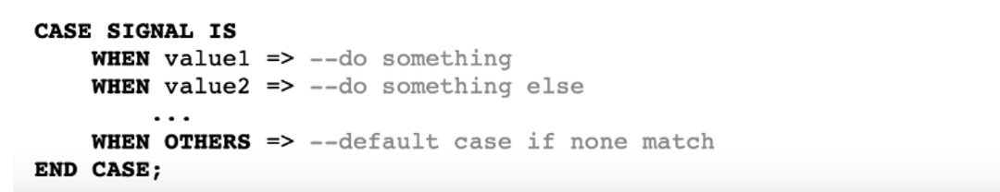 CASE SIGNAL IS
WHEN value1 => --do something
WHEN value2 => --do something else
...
WHEN OTHERS => --default case if none match
END CASE;